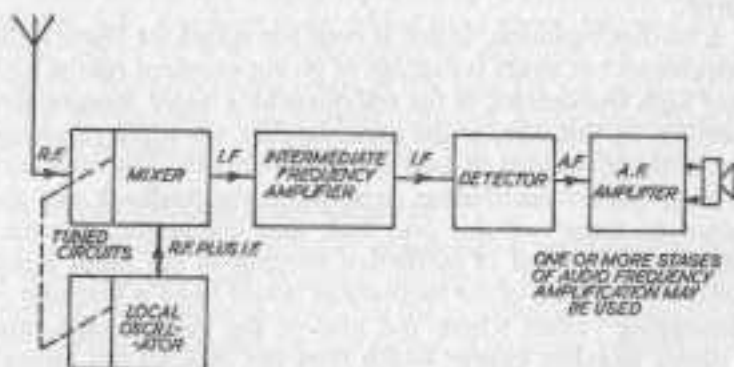 R.F.
MIXER
I.F
INTERMEDIATE
FREQUENCY
AMPLIFIER
I.F.
DETECTOR
A.F.
A.F.
AMPLIFIER
TUNED
CIRCUITS
R.F. PLUS I.F.
LOCAL
OSCILL-
ATOR
ONE OR MORE STAGES
OF AUDIO FREQUENCY
AMPLIFICATION MAY
BE USED